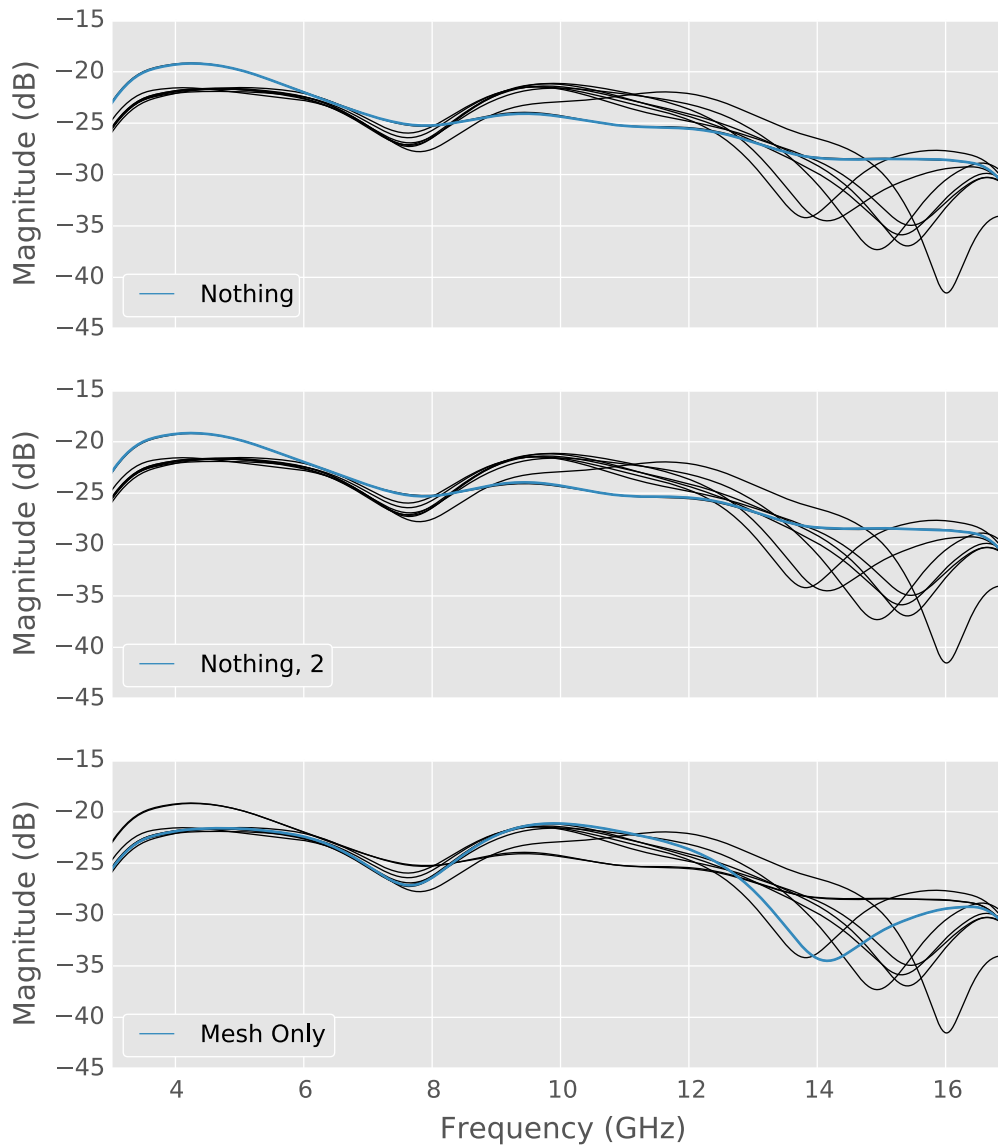 −15
−20
−25
−30
−35
−40
−45
Magnitude (dB)
Nothing
−15
−20
−25
−30
−35
−40
−45
Magnitude (dB)
Nothing, 2
−15
−20
−25
−30
−35
−40
−45
Magnitude (dB)
Mesh Only
4 6 8 10 12 14 16
Frequency (GHz)